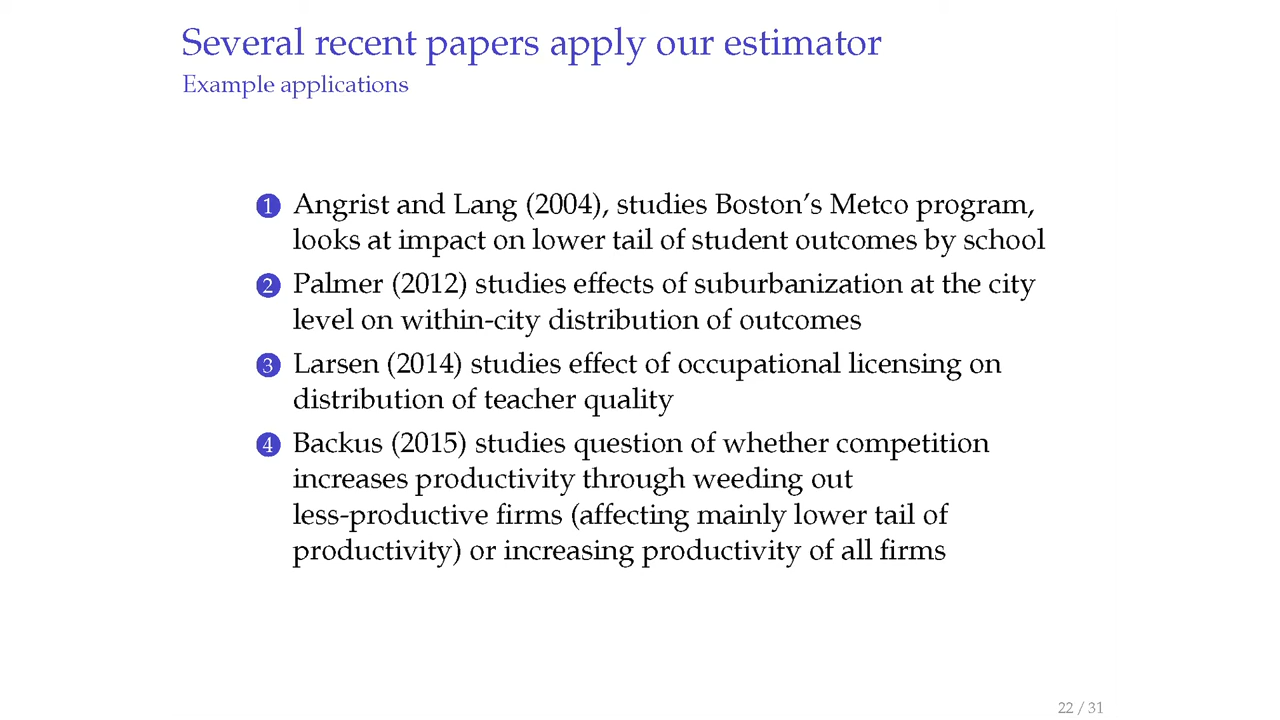 Several recent papers apply our estimator
Example applications
1 Angrist and Lang (2004), studies Boston's Metco program,
looks at impact on lower tail of student outcomes by school
2 Palmer (2012) studies effects of suburbanization at the city
level on within-city distribution of outcomes
3 Larsen (2014) studies effect of occupational licensing on
distribution of teacher quality
4 Backus (2015) studies question of whether competition
increases productivity through weeding out
less-productive firms (affecting mainly lower tail of
productivity) or increasing productivity of all firms
22 / 31